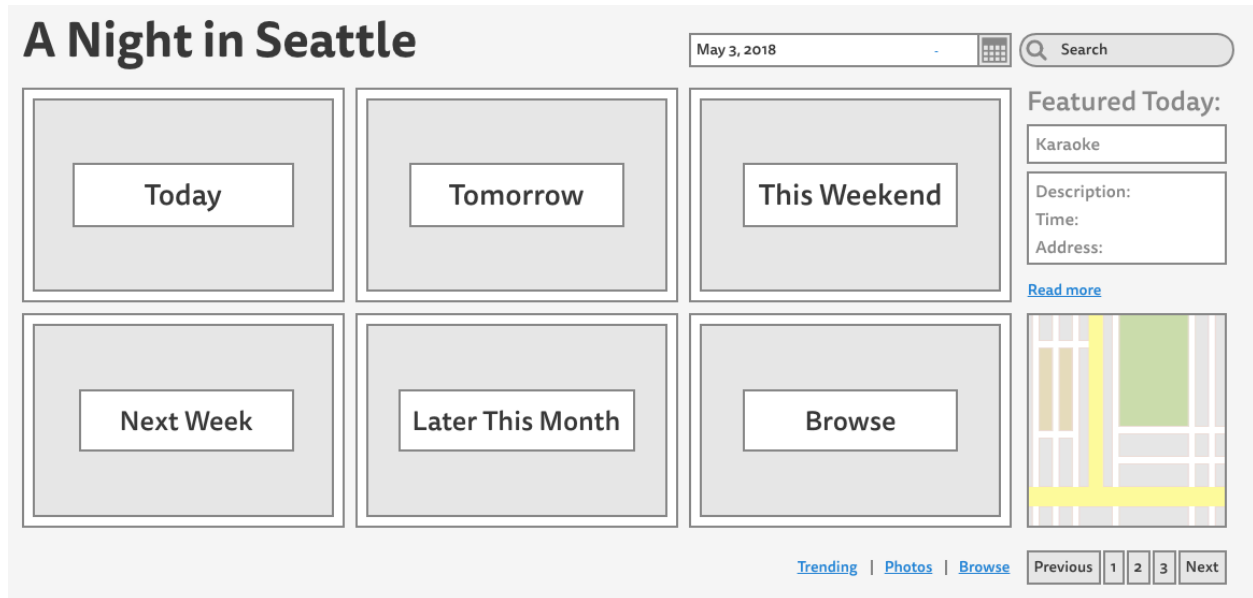 A Night in Seattle
May 3, 2018 -
Search
Today
Tomorrow
This Weekend
Featured Today:
Karaoke
Description:
Time:
Address:
Read more
Next Week
Later This Month
Browse
Trending | Photos | Browse
Previous 1 2 3 Next